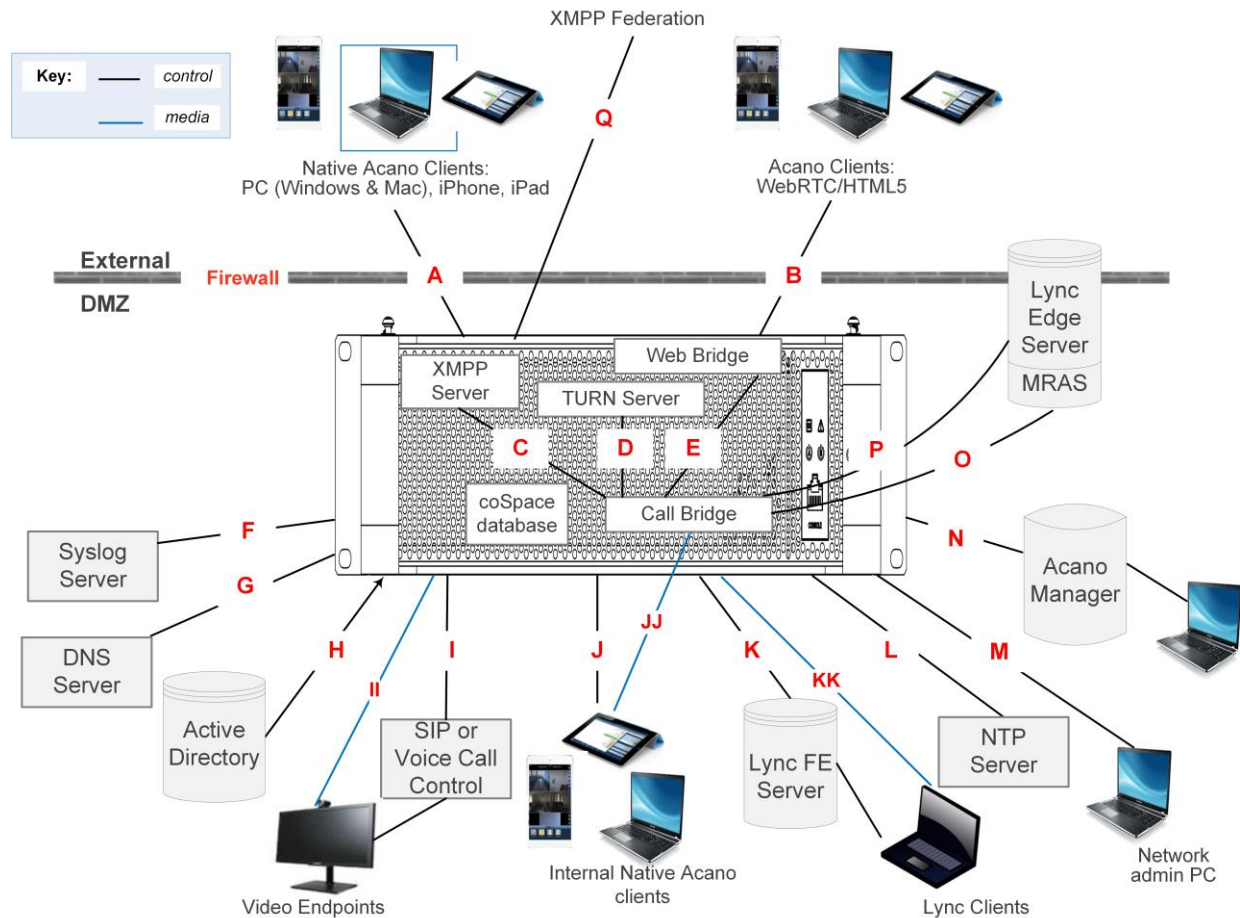 XMPP Federation
Key:
control
media
Q
Native Acano Clients:
PC (Windows & Mac), iPhone, iPad
Acano Clients:
WebRTC/HTML5
External
Firewall
A
B
DMZ
Lync
Edge
Server
MRAS
XMPP
Server
Web Bridge
TURN Server
C
D
E
P
O
coSpace
database
Call Bridge
CONSOLE
F
Syslog
Server
G
DNS
Server
N
Acano
Manager
H
II
I
J
JJ
K
KK
L
M
Active
Directory
SIP or
Voice Call
Control
Lync FE
Server
NTP
Server
Video Endpoints
Internal Native Acano
clients
Lync Clients
Network
admin PC